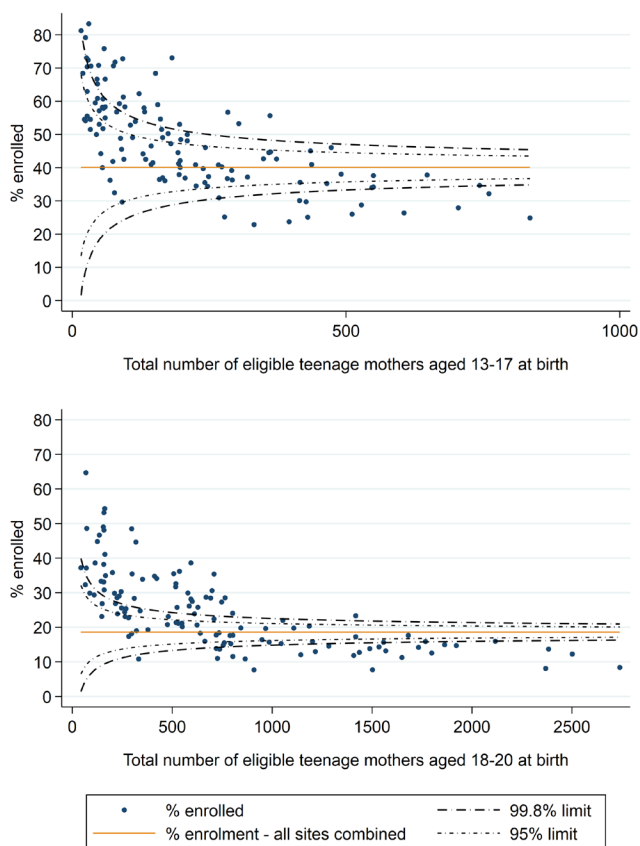 % enrolled
80
70
60
50
40
30
20
10
0
0 500 1000
Total number of eligible teenage mothers aged 13-17 at birth
% enrolled
80
70
60
50
40
30
20
10
0
0 500 1000 1500 2000 2500
Total number of eligible teenage mothers aged 18-20 at birth
% enrolled 99.8% limit
% enrolment - all sites combined 95% limit